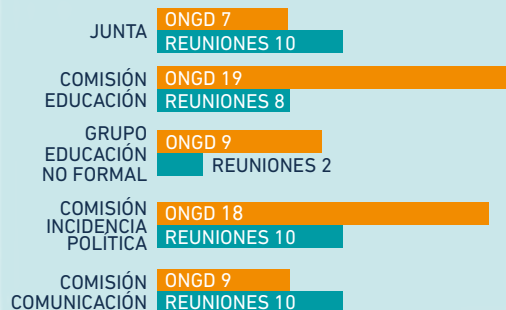 JUNTA
ONGD 7
REUNIONES 10
COMISIÓN
EDUCACIÓN
ONGD 19
REUNIONES 8
GRUPO
EDUCACIÓN
NO FORMAL
ONGD 9
REUNIONES 2
COMISIÓN
INCIDENCIA
POLÍTICA
ONGD 18
REUNIONES 10
COMISIÓN
COMUNICACIÓN
ONGD 9
REUNIONES 10